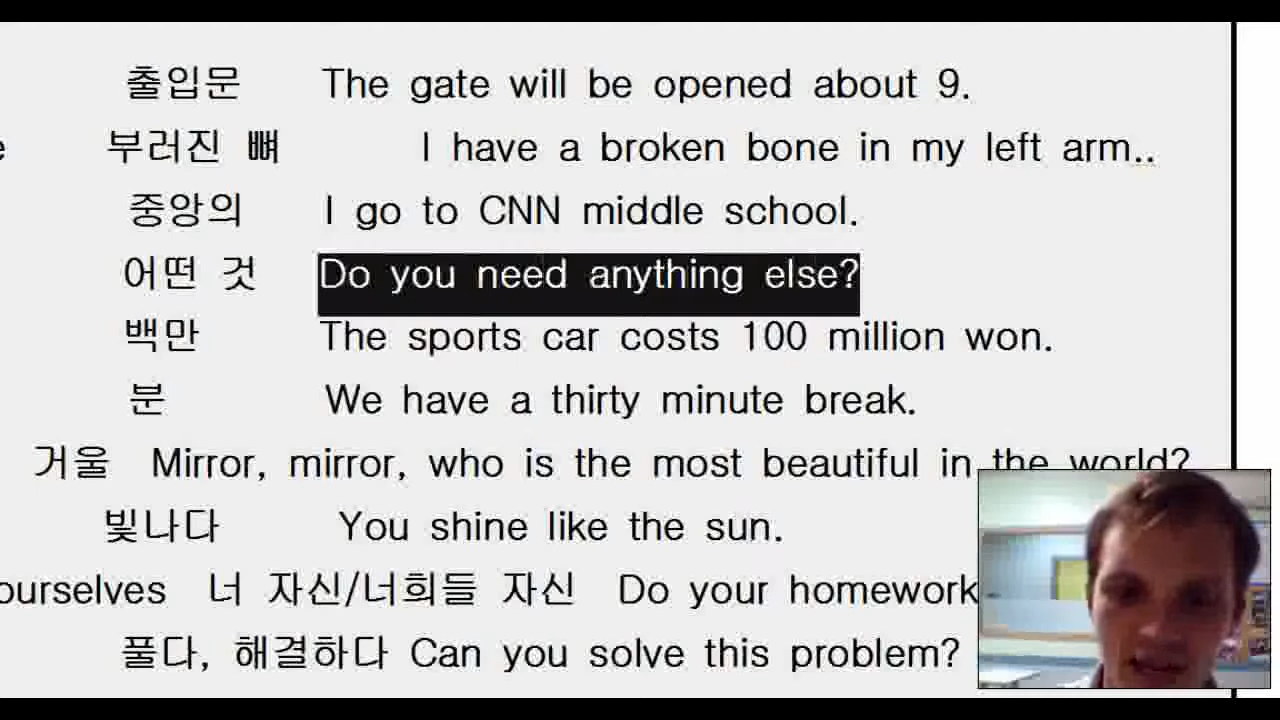 출입문 The gate will be opened about 9.
부러진 뼈 I have a broken bone in my left arm..
중앙의 I go to CNN middle school.
어떤 것 Do you need anything else?
백만 The sports car costs 100 million won.
분 We have a thirty minute break.
거울 Mirror, mirror, who is the most beautiful in the world?
빛나다 You shine like the sun.
ourselves 너 자신/너희들 자신 Do your homework
풀다, 해결하다 Can you solve this problem?